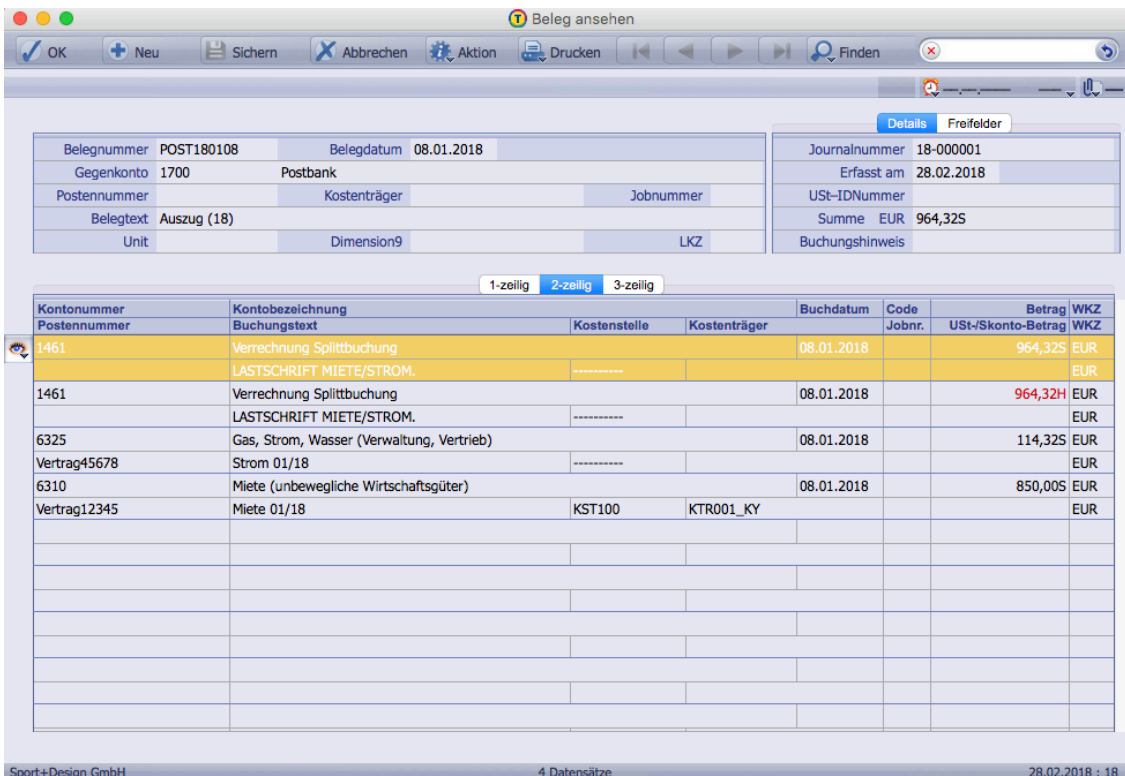 Beleg ansehen
OK Neu Sichern Abbrechen Aktion Drucken Finden
Details Freifelder
Belegnummer POST180108 Belegdatum 08.01.2018 Journalnummer 18-000001
Gegenkonto 1700 Postbank Erfasst am 28.02.2018
Postennummer Kostenträger Jobnummer USt-IDNummer
Belegtext Auszug (18) Summe EUR 964,32S
Unit Dimension9 LKZ Buchungshinweis
1-zeilig 2-zeilig 3-zeilig
Kontonummer Kontobezeichnung Buchdatum Code Betrag WKZ
Postennummer Buchungstext Kostenstelle Kostenträger Jobnr. USt-/Skonto-Betrag WKZ
1461 Verrechnung Splittbuchung 08.01.2018 964,32S EUR
LASTSCHRIFT MIETE/STROM. ---------- EUR
1461 Verrechnung Splittbuchung 08.01.2018 964,32H EUR
LASTSCHRIFT MIETE/STROM. ---------- EUR
6325 Gas, Strom, Wasser (Verwaltung, Vertrieb) 08.01.2018 114,32S EUR
Vertrag45678 Strom 01/18 ---------- EUR
6310 Miete (unbewegliche Wirtschaftsgüter) 08.01.2018 850,00S EUR
Vertrag12345 Miete 01/18 KST100 KTR001_KY EUR
Sport+Design GmbH 4 Datensätze 28.02.2018 : 18